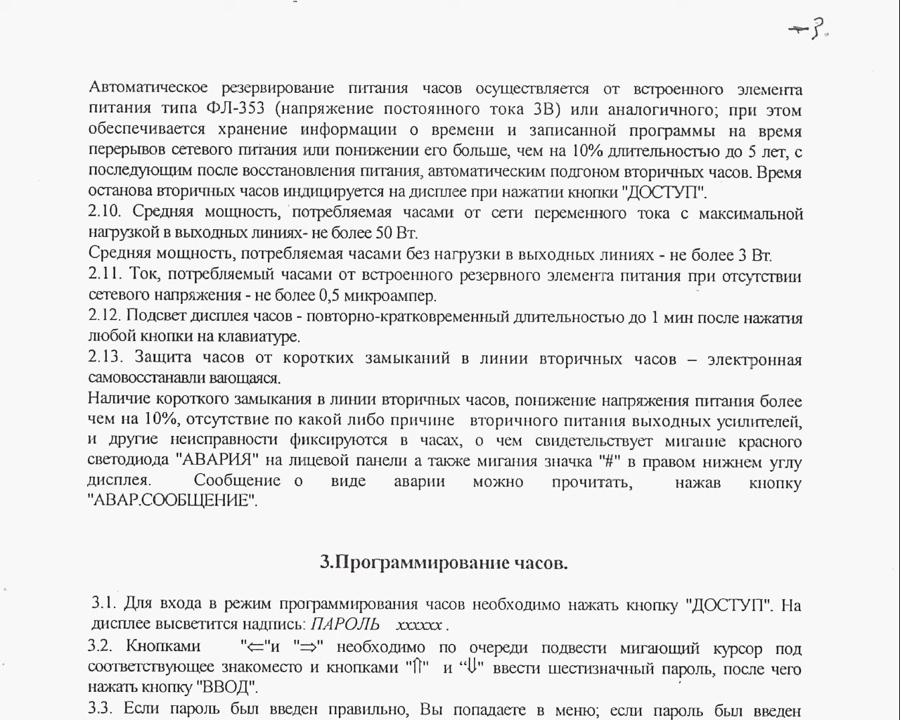 -3.
Автоматическое резервирование питания часов осуществляется от встроенного элемента
питания типа ФЛ-353 (напряжение постоянного тока 3В) или аналогичного; при этом
обеспечивается хранение информации о времени и записанной программы на время
перерывов сетевого питания или понижении его больше, чем на 10% длительностью до 5 лет, с
последующим после восстановления питания, автоматическим подгоном вторичных часов. Время
останова вторичных часов индицируется на дисплее при нажатии кнопки "ДОСТУП".
2.10. Средняя мощность, потребляемая часами от сети переменного тока с максимальной
нагрузкой в выходных линиях- не более 50 Вт.
Средняя мощность, потребляемая часами без нагрузки в выходных линиях - не более 3 Вт.
2.11. Ток, потребляемый часами от встроенного резервного элемента питания при отсутствии
сетевого напряжения - не более 0,5 микроампер.
2.12. Подсвет дисплея часов - повторно-кратковременный длительностью до 1 мин после нажатия
любой кнопки на клавиатуре.
2.13. Защита часов от коротких замыканий в линии вторичных часов – электронная
самовосстанавли вающаяся.
Наличие короткого замыкания в линии вторичных часов, понижение напряжения питания более
чем на 10%, отсутствие по какой либо причине вторичного питания выходных усилителей,
и другие неисправности фиксируются в часах, о чем свидетельствует мигание красного
светодиода "АВАРИЯ" на лицевой панели а также мигания значка "#" в правом нижнем углу
дисплея. Сообщение о виде аварии можно прочитать, нажав кнопку
"АВАР.СООБЩЕНИЕ".
3.Программирование часов.
3.1. Для входа в режим программирования часов необходимо нажать кнопку "ДОСТУП". На
дисплее высветится надпись: ПАРОЛЬ xxxxxx .
3.2. Кнопками "⇐"и "⇒" необходимо по очереди подвести мигающий курсор под
соответствующее знакоместо и кнопками "⇑" и “⇓" ввести шестизначный пароль, после чего
нажать кнопку "ВВОД".
3.3. Если пароль был введен правильно, Вы попадаете в меню; если пароль был введен